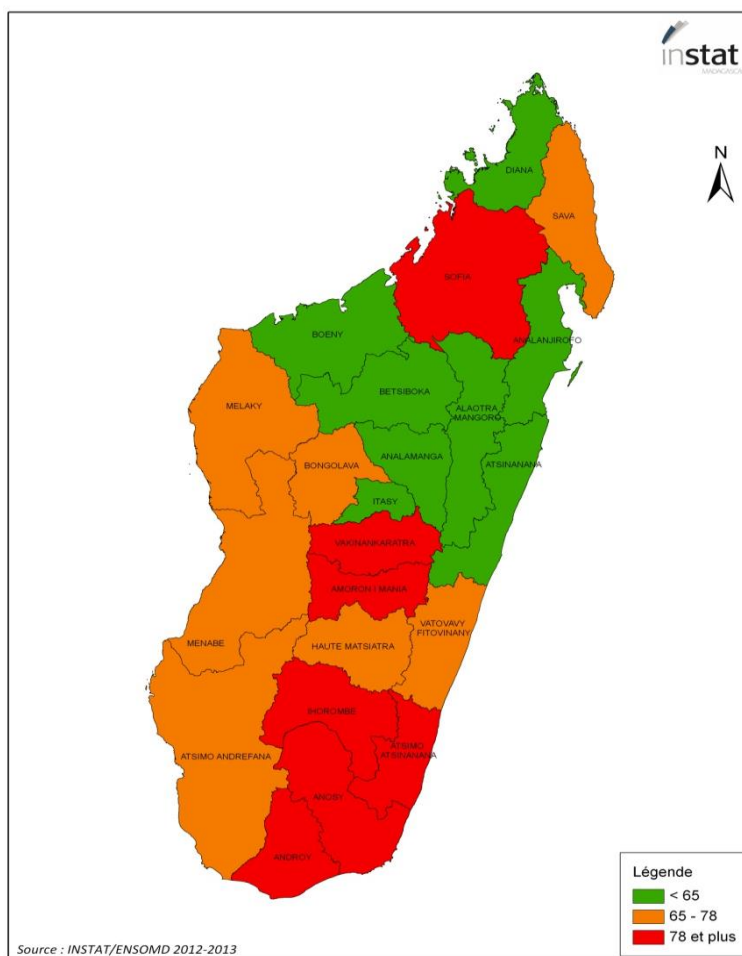 instat
MADAGASCAR
N
DIANA
SAVA
SOFIA
ANALANJIROFO
BOENY
BETSIBOKA
MELAKY
ALAOTRA
MANGORO
ANALAMANGA
BONGOLAVA
ATSINANANA
ITASY
VAKINANKARATRA
AMORON I MANIA
VATOVAVY
FITOVINANY
MENABE
HAUTE MATSIATRA
IHOROMBE
ATSIMO
ATSINANANA
ATSIMO ANDREFANA
ANOSY
ANDROY
Légende
< 65
65 - 78
78 et plus
Source : INSTAT/ENSOMD 2012-2013